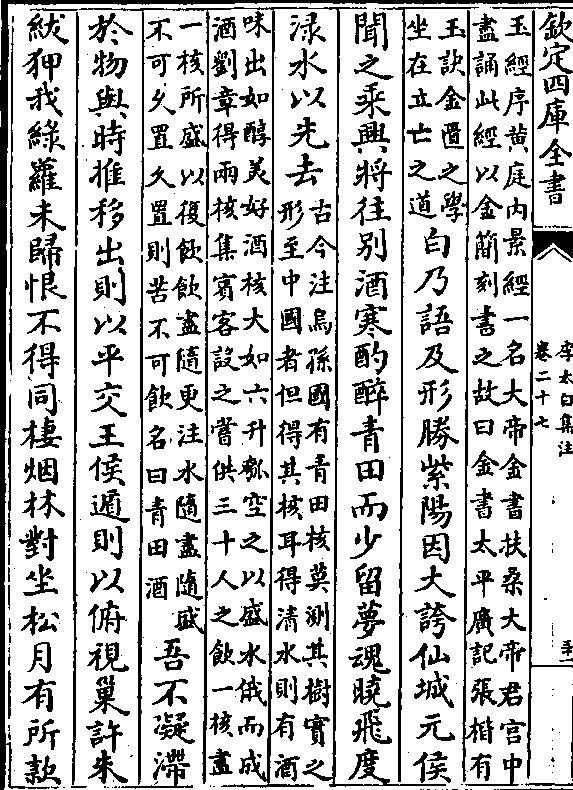 欽定四庫全書
李太白集注
卷二十七
玉經序黄庭内景經一名大帝金書扶桑大帝君宫中
盡誦此經以金簡刻書之故曰金書太平廣記張楷有
玉訣金匱之學
坐在立亡之道
白乃語及形勝紫陽因大誇仙城元侯
聞之乗興將往别酒寒酌醉青田而少留夢魂曉飛度
渌水以先去
古今注烏孫國有青田核莫測其樹實之
形至中國者但得其核耳得清水則有酒
味出如醇美好酒核大如六升瓠空之以盛水俄而成
酒劉章得兩核集賓客設之嘗供三十人之飲一核盡
一核所盛以復飲飲盡隨更注水隨盡隨盛
不可久置久置則苦不可飲名曰青田酒
吾不凝滯
於物與時推移出則以平交王侯遁則以俯視巢許朱
紱狎我綠蘿未歸恨不得同棲烟林對坐松月有所款